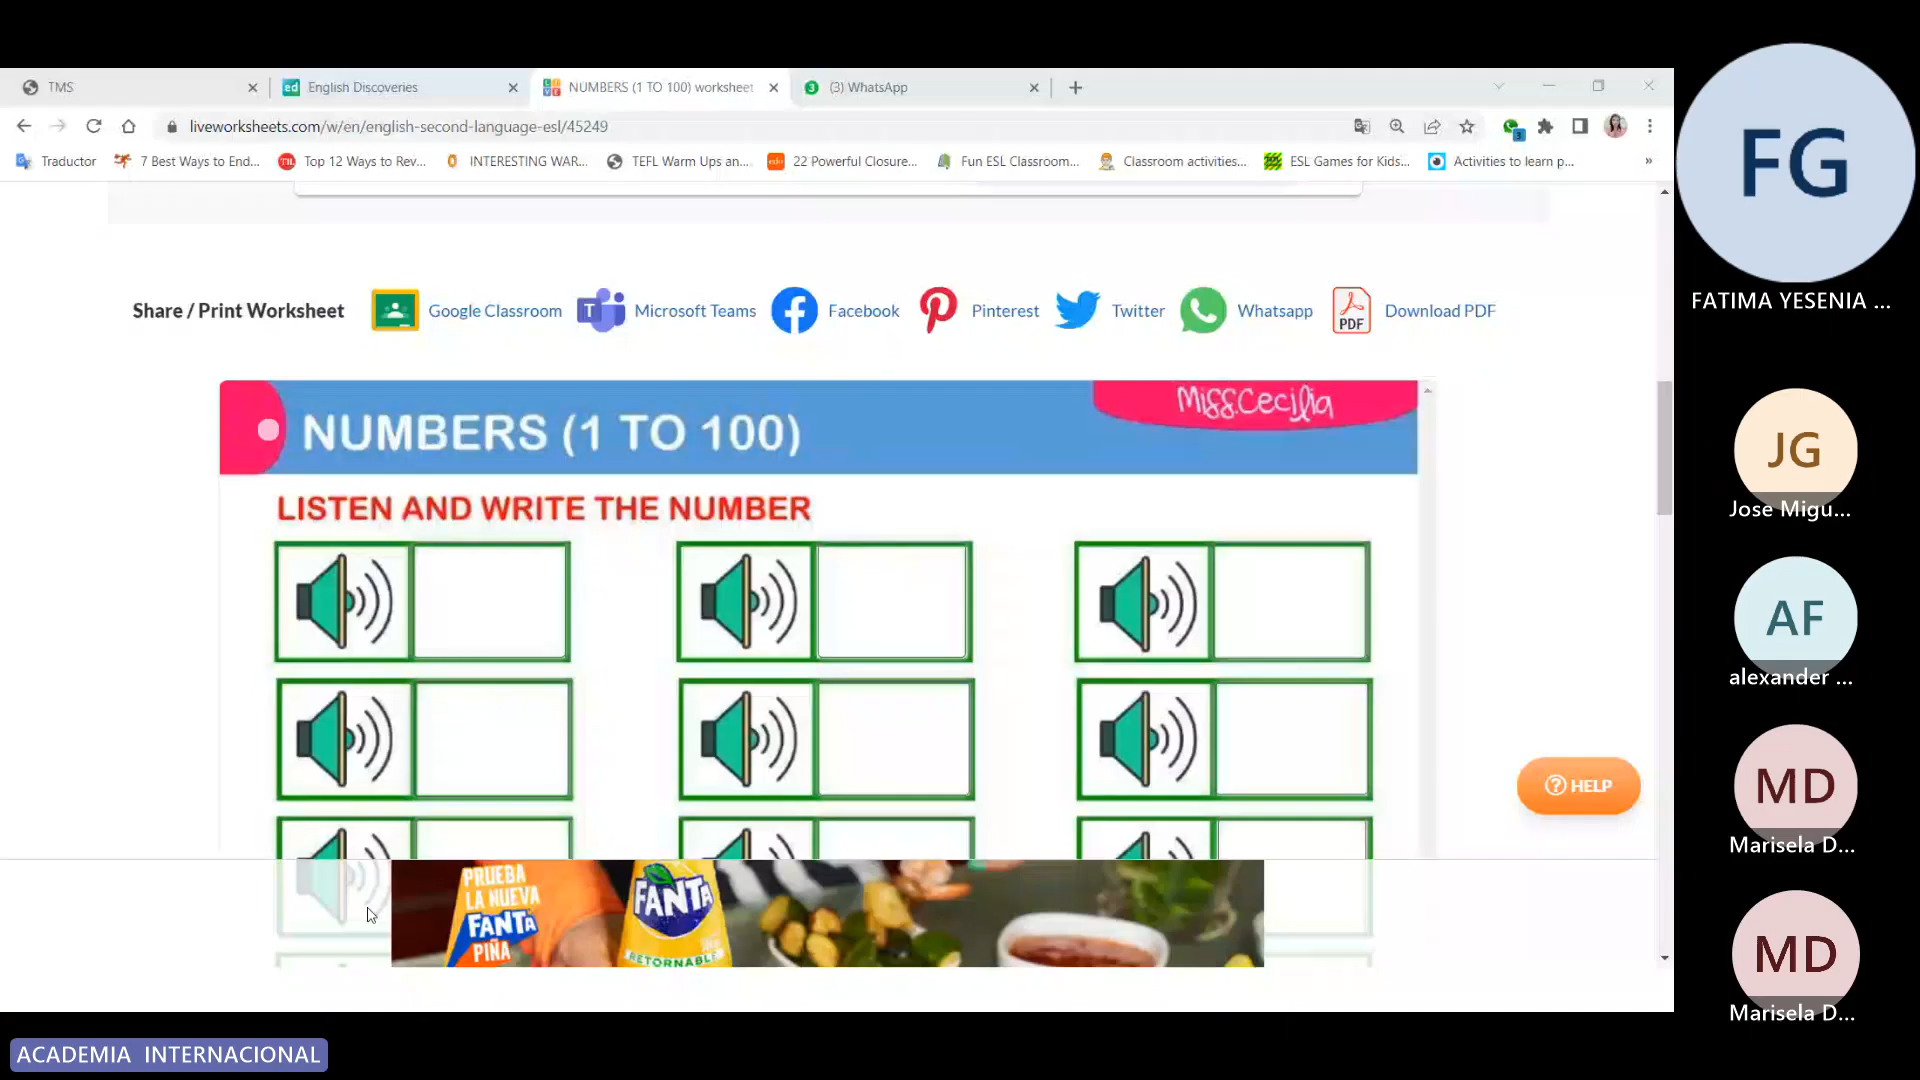 TMS
English Discoveries
NUMBERS (1 TO 100) worksheet
(3) WhatsApp
liveworksheets.com/w/en/english-second-language-esl/45249
Traductor
7 Best Ways to End...
Top 12 Ways to Rev...
INTERESTING WAR...
TEFL Warm Ups an...
22 Powerful Closure...
Fun ESL Classroom...
Classroom activities...
ESL Games for Kids...
Activities to learn p...
Share / Print Worksheet
Google Classroom
Microsoft Teams
Facebook
Pinterest
Twitter
Whatsapp
PDF
Download PDF
NUMBERS (1 TO 100)
Miss.Cecilia
LISTEN AND WRITE THE NUMBER
HELP
PRUEBA
LA NUEVA
FANTA
PIÑA
FANTA
RETORNABLE
FG
FATIMA YESENIA ...
JG
Jose Migu...
AF
alexander ...
MD
Marisela D...
MD
Marisela D...
ACADEMIA INTERNACIONAL